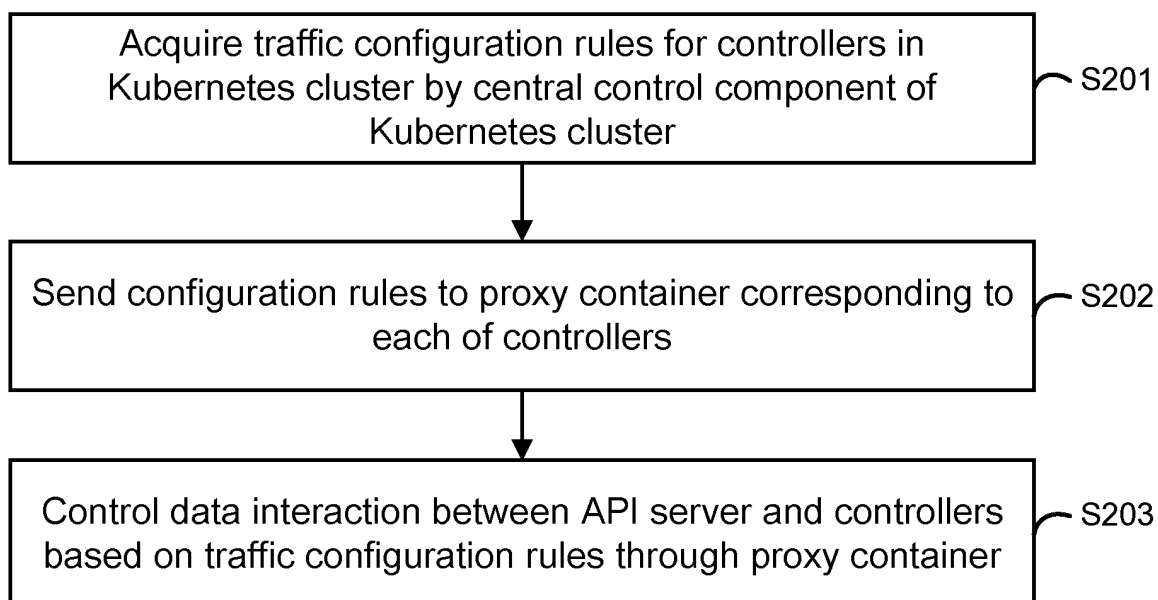 Acquire traffic configuration rules for controllers in
Kubernetes cluster by central control component of
Kubernetes cluster
S201
Send configuration rules to proxy container corresponding to
each of controllers
S202
Control data interaction between API server and controllers
based on traffic configuration rules through proxy container
S203